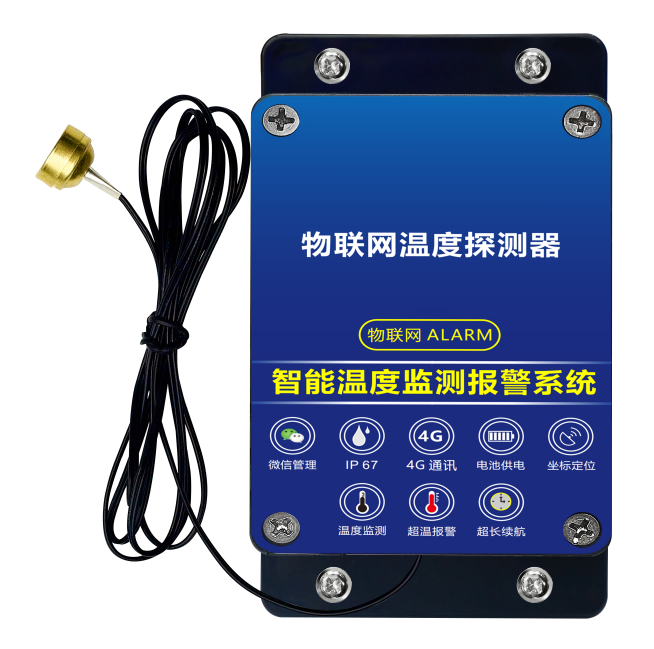 物联网温度探测器
物联网 ALARM
智能温度监测报警系统
4G
微信管理 IP 67 4G 通讯 电池供电 坐标定位
温度监测 超温报警 超长续航